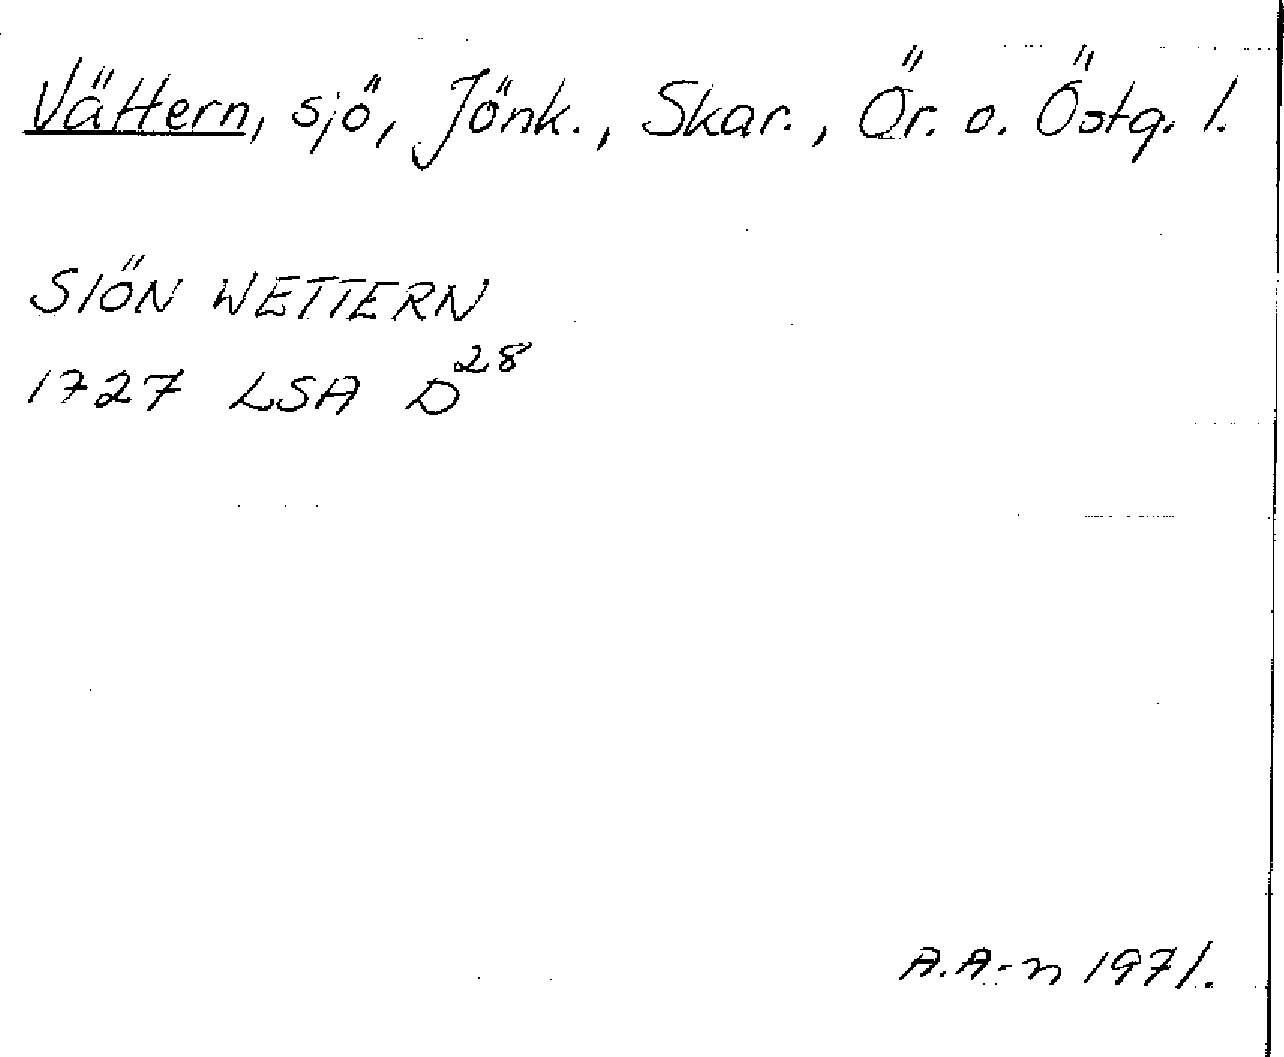 Vättern, sjö, Jönk., Skar., Ör. o. Östg. l.
SIÖN WETTERN
1727 LSA D²⁸
A.A-n 1971.